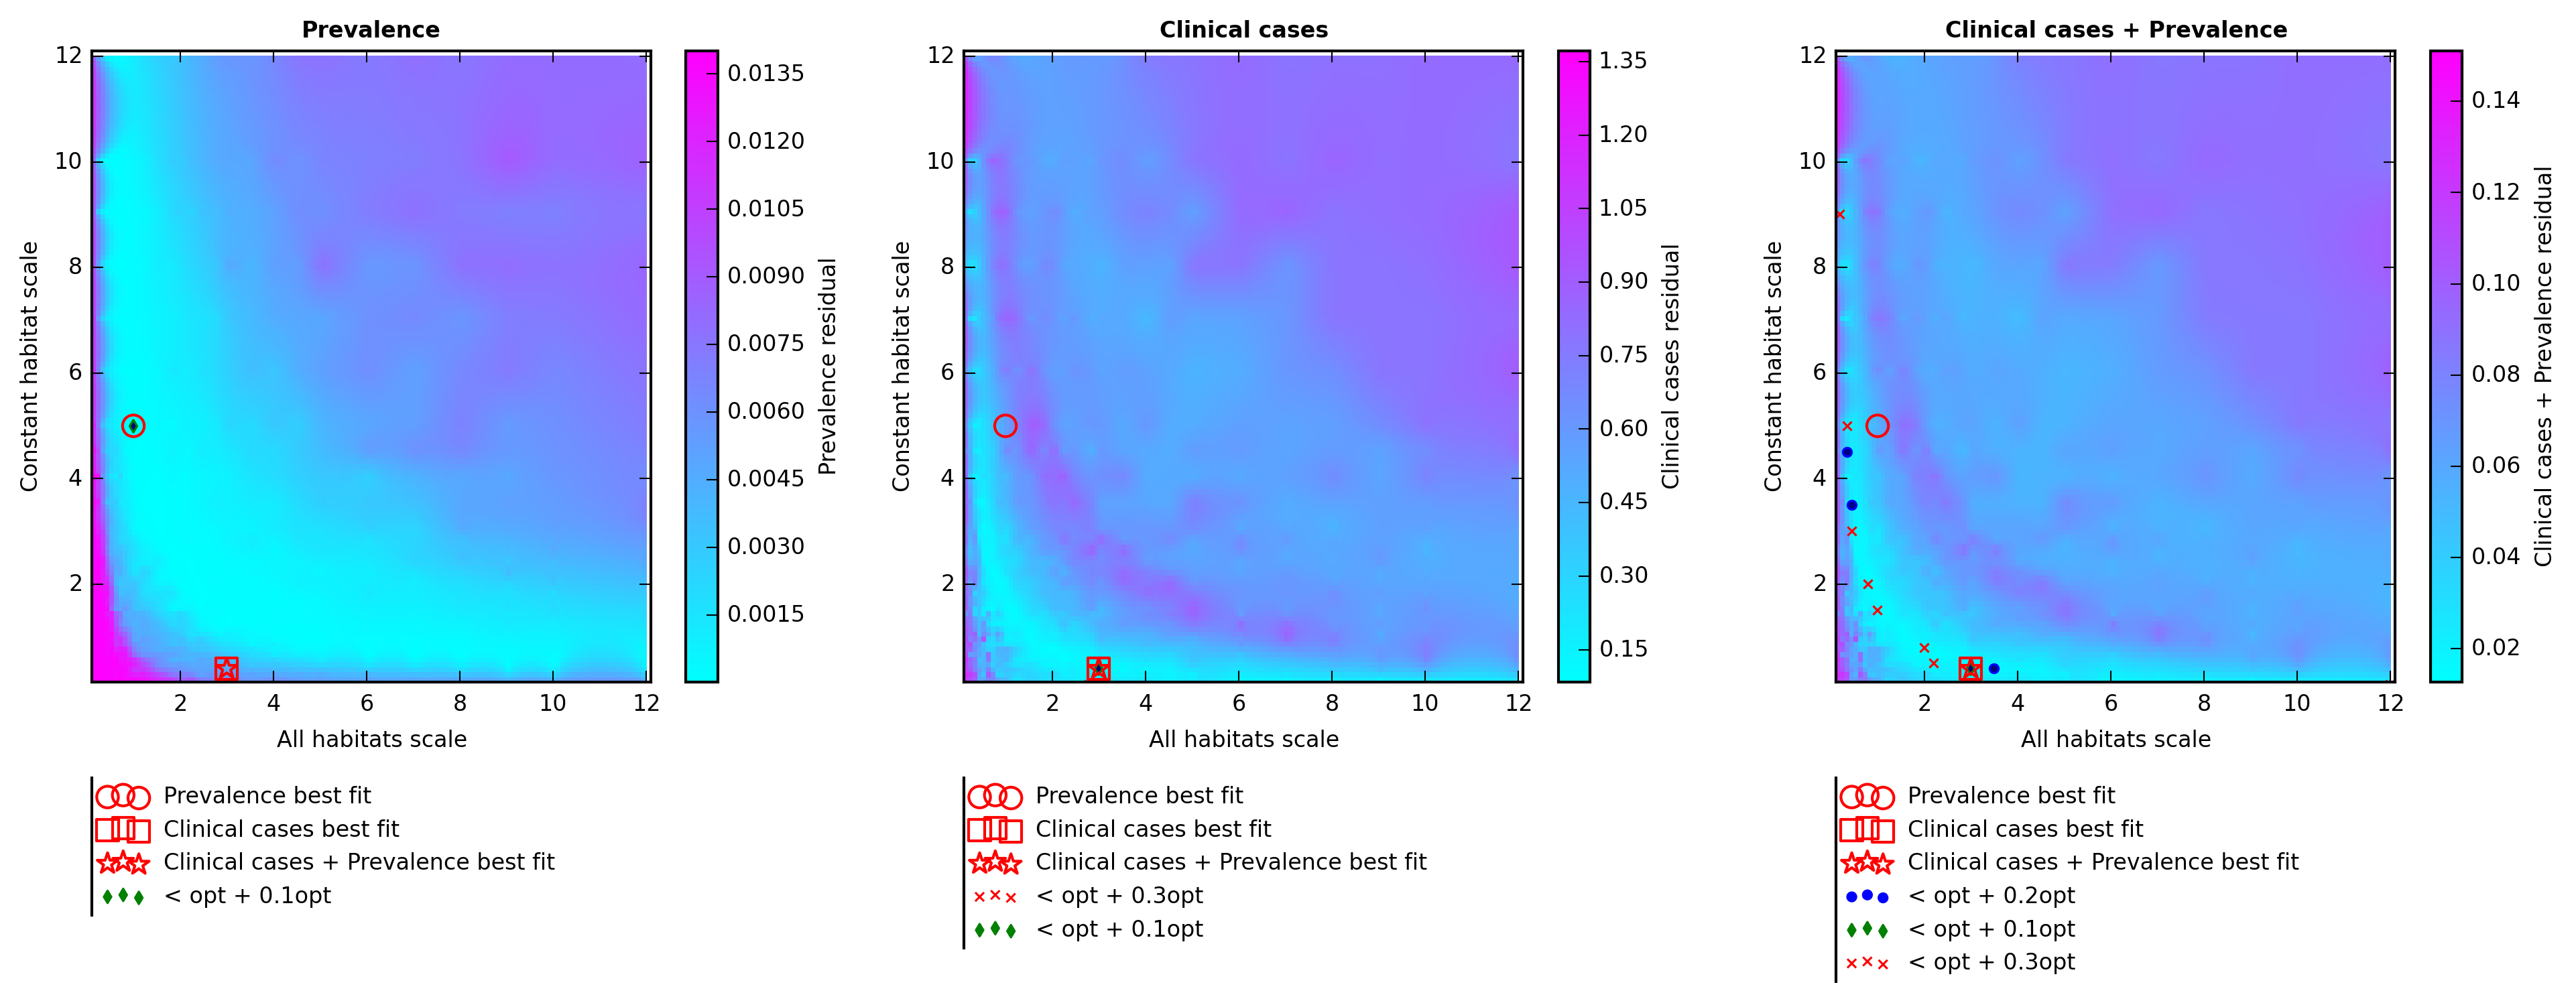 Prevalence
12
10
8
6
4
2
Constant habitat scale
2 4 6 8 10 12
All habitats scale
0.0135
0.0120
0.0105
0.0090
0.0075
0.0060
0.0045
0.0030
0.0015
Prevalence residual
Prevalence best fit
Clinical cases best fit
Clinical cases + Prevalence best fit
< opt + 0.1opt
Clinical cases
12
10
8
6
4
2
Constant habitat scale
2 4 6 8 10 12
All habitats scale
1.35
1.20
1.05
0.90
0.75
0.60
0.45
0.30
0.15
Clinical cases residual
Prevalence best fit
Clinical cases best fit
Clinical cases + Prevalence best fit
< opt + 0.3opt
< opt + 0.1opt
Clinical cases + Prevalence
12
10
8
6
4
2
Constant habitat scale
2 4 6 8 10 12
All habitats scale
0.14
0.12
0.10
0.08
0.06
0.04
0.02
Clinical cases + Prevalence residual
Prevalence best fit
Clinical cases best fit
Clinical cases + Prevalence best fit
< opt + 0.2opt
< opt + 0.1opt
< opt + 0.3opt